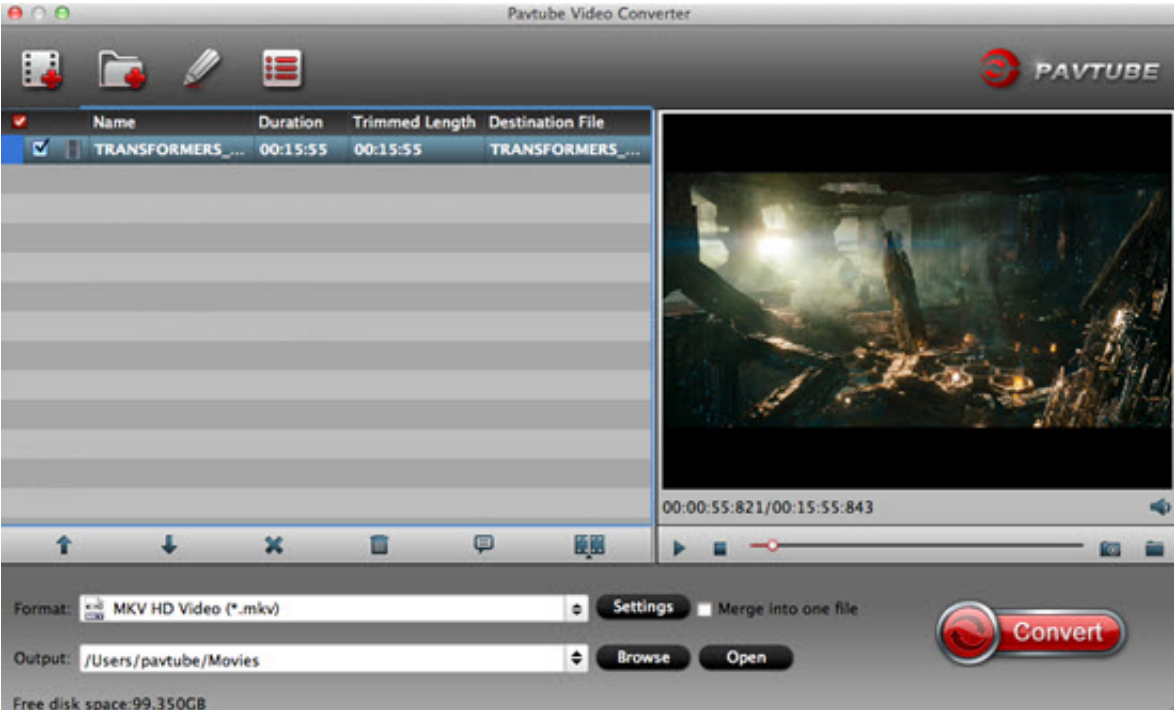 Pavtube Video Converter
PAVTUBE
Name Duration Trimmed Length Destination File
TRANSFORMERS_... 00:15:55 00:15:55 TRANSFORMERS_...
00:00:55:821/00:15:55:843
Format: MKV HD Video (*.mkv) Settings Merge into one file
Convert
Output: /Users/pavtube/Movies Browse Open
Free disk space:99.350GB